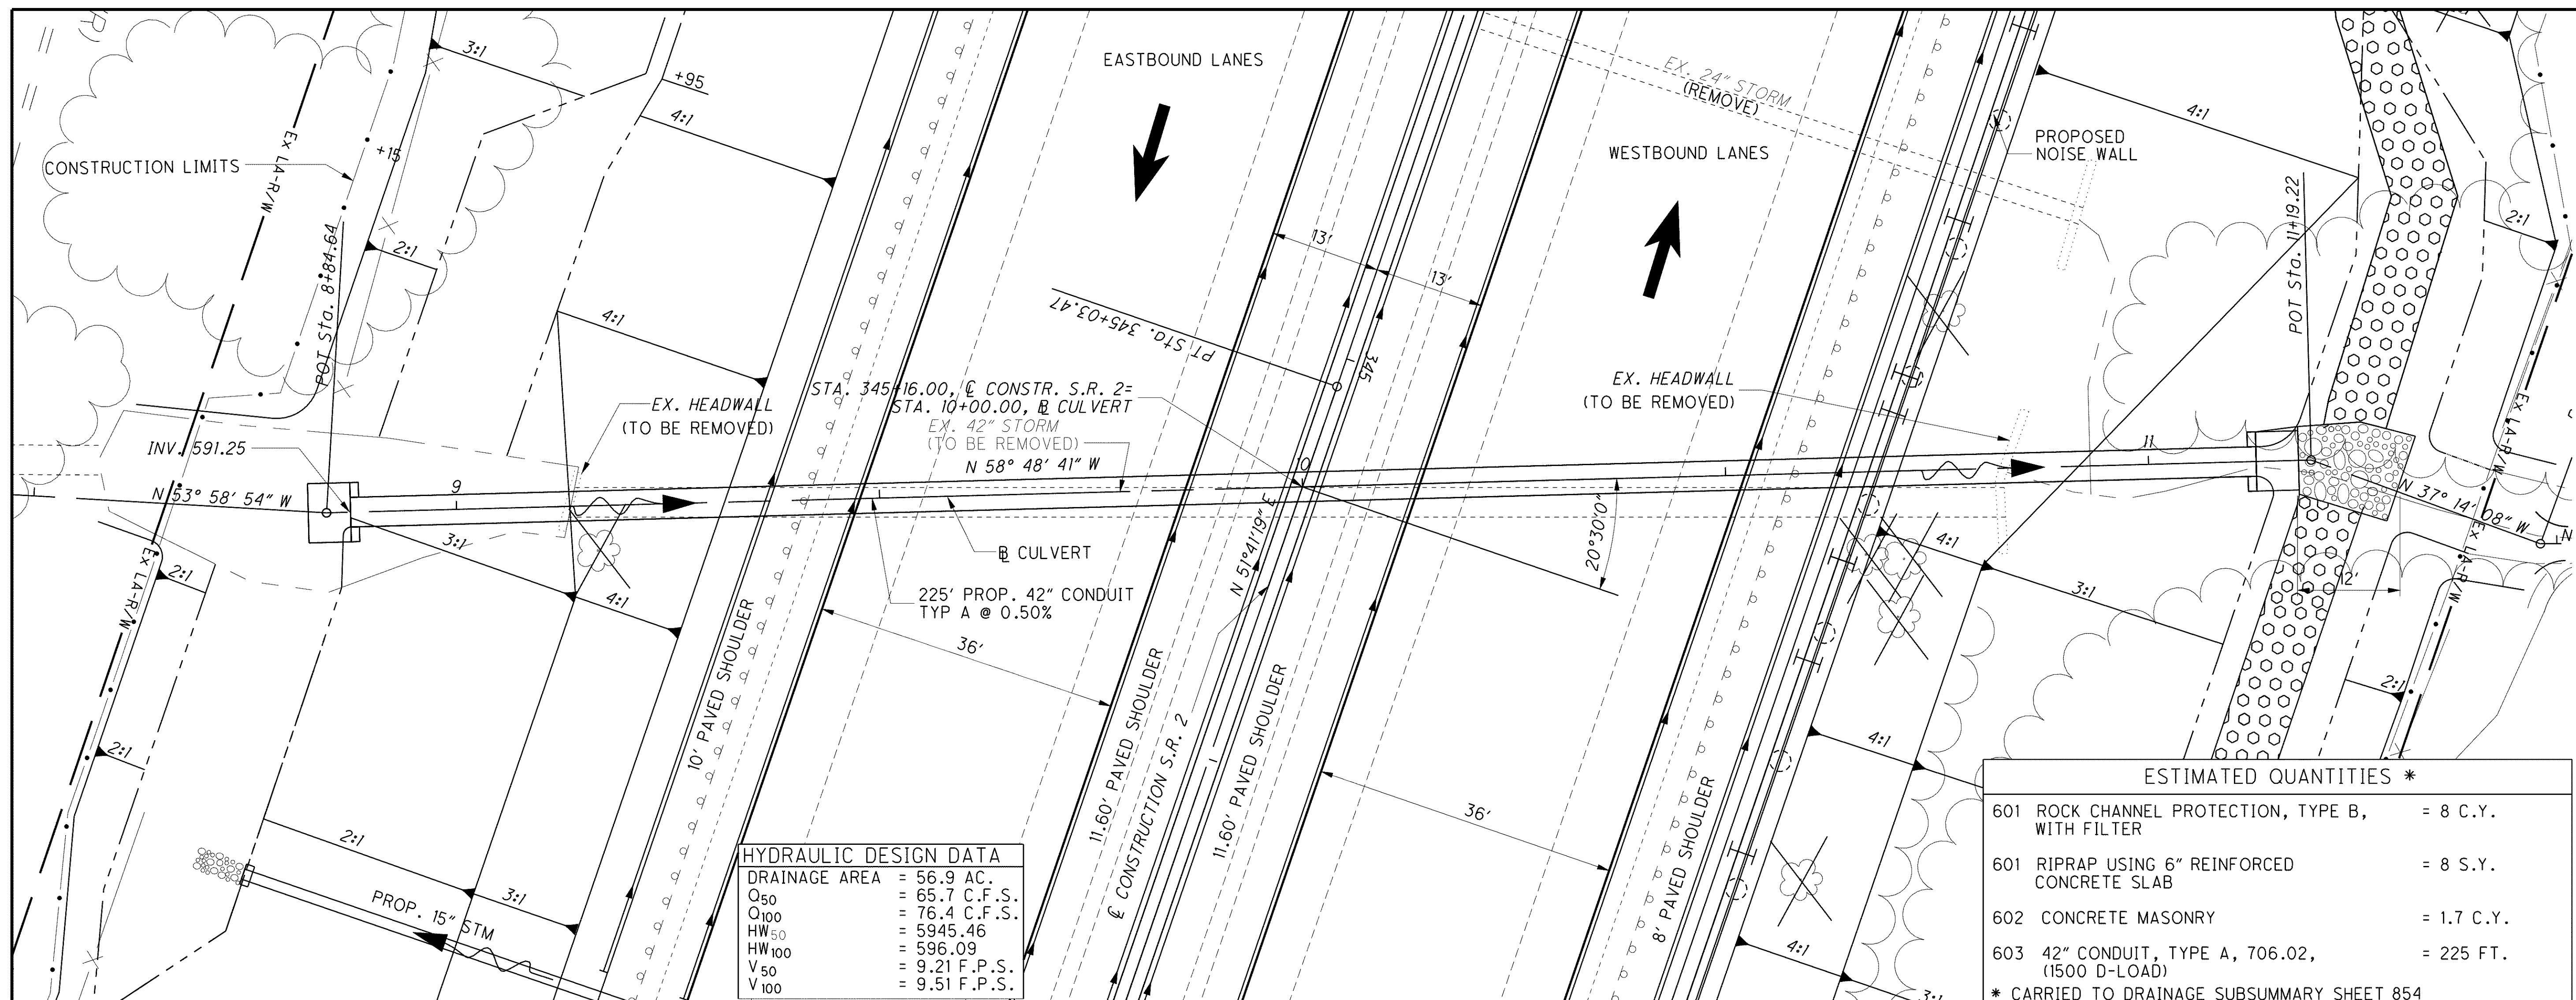 3:1
+95
4:1
EASTBOUND LANES
EX. 24" STORM
(REMOVE)
4:1
Ex LA-R/W
+15
CONSTRUCTION LIMITS
WESTBOUND LANES
PROPOSED
NOISE WALL
2:1
POT Sta. 8+84.64
POT Sta. 11+19.22
2:1
13'
13'
4:1
PT Sta. 345+03.47
345
STA. 345+16.00, ℄ CONSTR. S.R. 2=
STA. 10+00.00, BL CULVERT
EX. HEADWALL
(TO BE REMOVED)
EX. 42" STORM
(TO BE REMOVED)
EX. HEADWALL
(TO BE REMOVED)
Ex LA-R/W
INV. 591.25
N 58° 48' 41" W
10
11
9
N 53° 58' 54" W
N 37° 14' 08" W
N
3:1
N 51°41'19" E
20°30'0"
4:1
BL CULVERT
Ex LA-R/W
Ex LA-R/W
2:1
4:1
225' PROP. 42" CONDUIT
TYP A @ 0.50%
3:1
12'
36'
2:1
10' PAVED SHOULDER
11.60' PAVED SHOULDER
℄ CONSTRUCTION S.R. 2
11.60' PAVED SHOULDER
2:1
4:1
36'
8' PAVED SHOULDER
2:1
3:1
PROP. 15" STM
4:1
3:1
HYDRAULIC DESIGN DATA
DRAINAGE AREA = 56.9 AC.
Q50 = 65.7 C.F.S.
Q100 = 76.4 C.F.S.
HW50 = 5945.46
HW100 = 596.09
V50 = 9.21 F.P.S.
V100 = 9.51 F.P.S.
ESTIMATED QUANTITIES *
601 ROCK CHANNEL PROTECTION, TYPE B, = 8 C.Y.
WITH FILTER
601 RIPRAP USING 6" REINFORCED = 8 S.Y.
CONCRETE SLAB
602 CONCRETE MASONRY = 1.7 C.Y.
603 42" CONDUIT, TYPE A, 706.02, = 225 FT.
(1500 D-LOAD)
* CARRIED TO DRAINAGE SUBSUMMARY SHEET 854